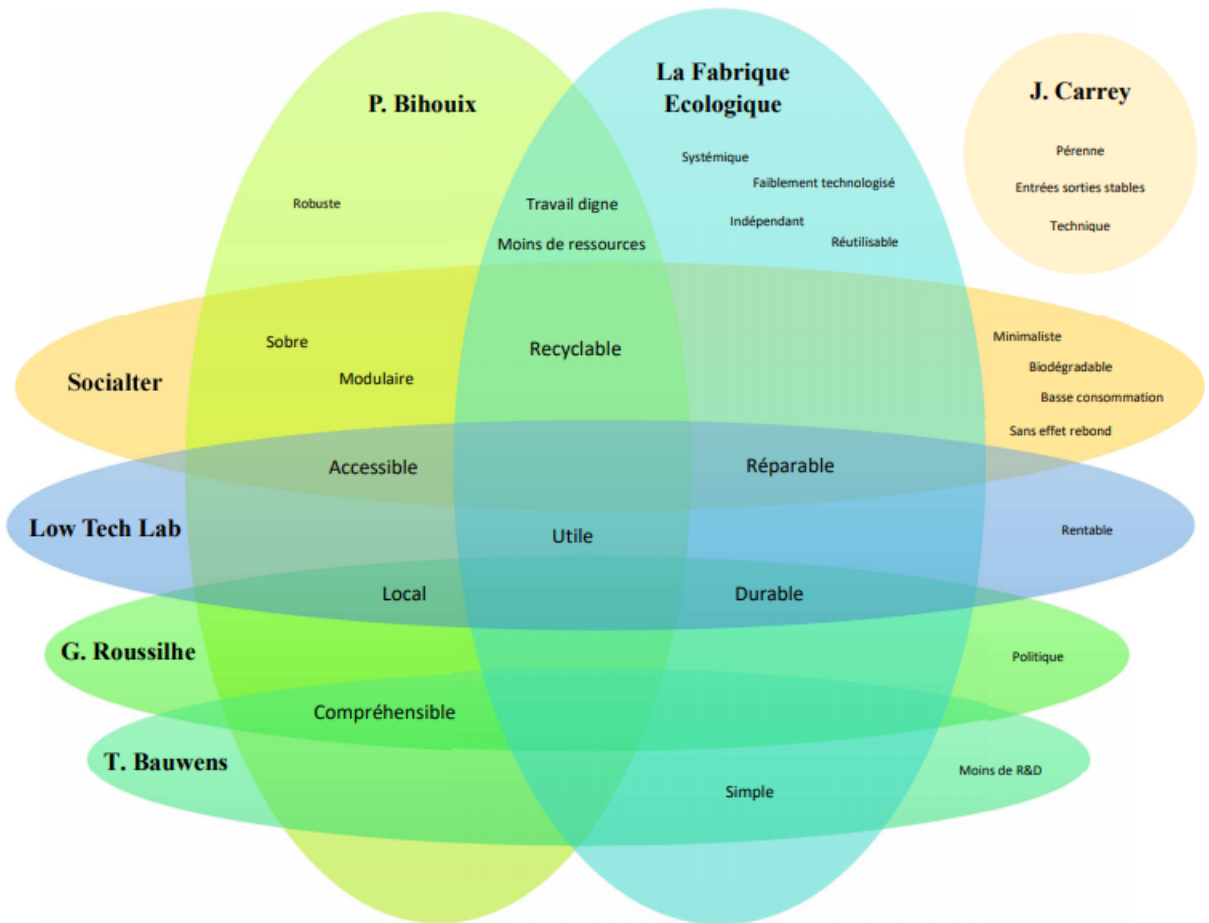 P. Bihouix
La Fabrique
Ecologique
J. Carrey
Systémique
Faiblement technologisé
Indépendant
Réutilisable
Pérenne
Entrées sorties stables
Technique
Robuste
Travail digne
Moins de ressources
Socialter
Sobre
Modulaire
Recyclable
Minimaliste
Biodégradable
Basse consommation
Sans effet rebond
Accessible
Réparable
Low Tech Lab
Utile
Rentable
Local
Durable
G. Roussilhe
Politique
Compréhensible
T. Bauwens
Simple
Moins de R&D